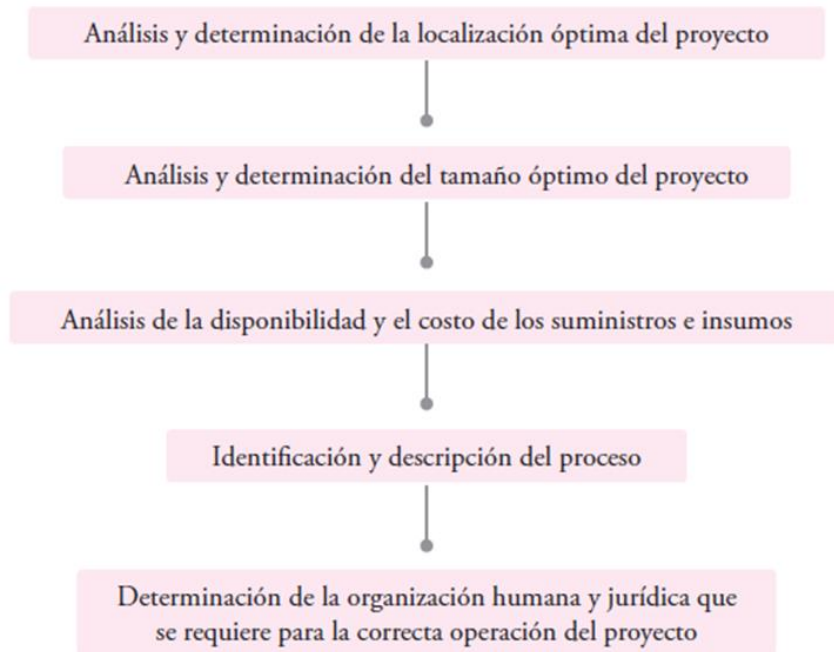 Análisis y determinación de la localización óptima del proyecto
Análisis y determinación del tamaño óptimo del proyecto
Análisis de la disponibilidad y el costo de los suministros e insumos
Identificación y descripción del proceso
Determinación de la organización humana y jurídica que
se requiere para la correcta operación del proyecto